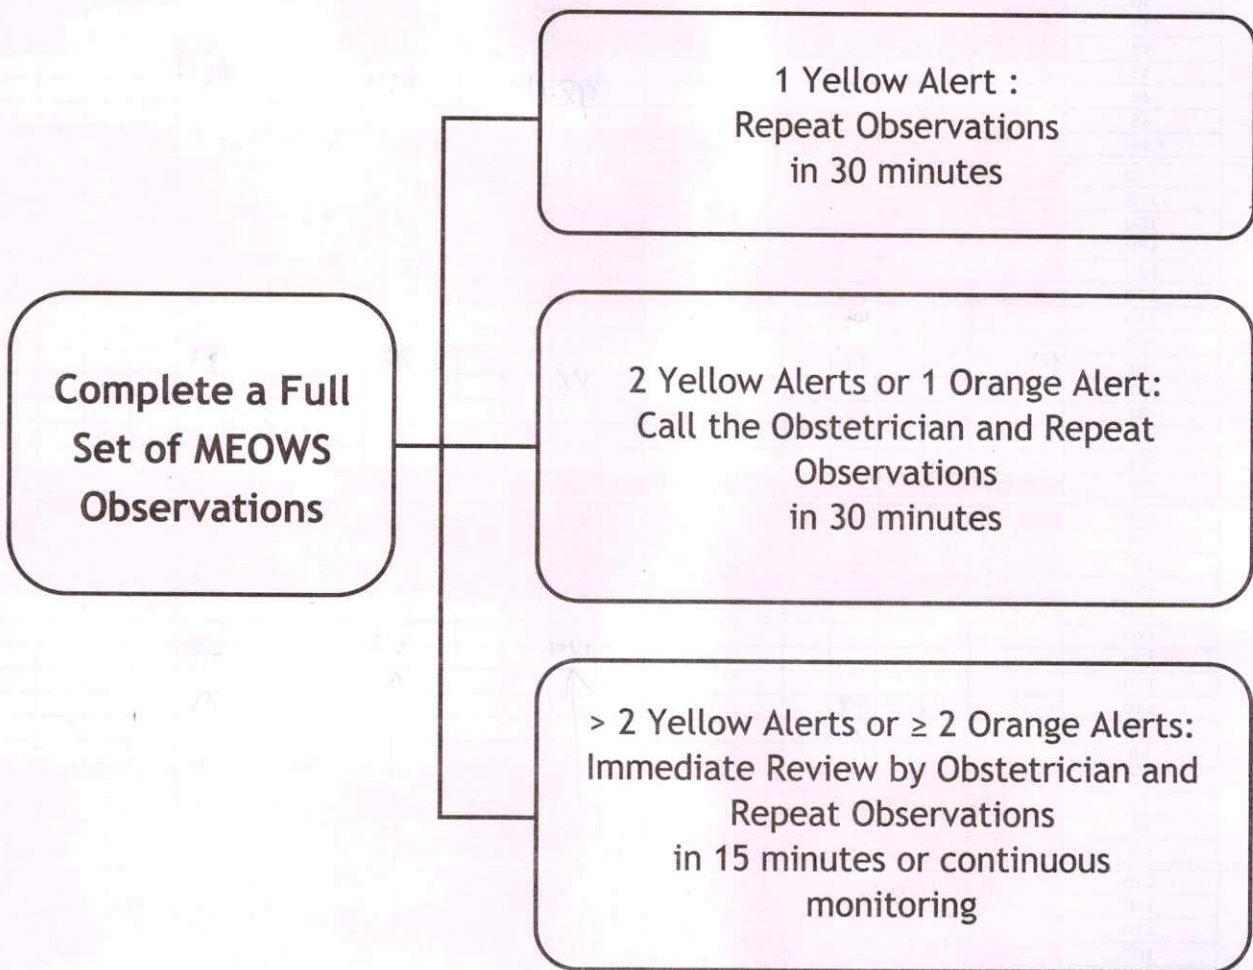 1 Yellow Alert :
Repeat Observations
in 30 minutes
Complete a Full
Set of MEOWS
Observations
2 Yellow Alerts or 1 Orange Alert:
Call the Obstetrician and Repeat
Observations
in 30 minutes
> 2 Yellow Alerts or ≥ 2 Orange Alerts:
Immediate Review by Obstetrician and
Repeat Observations
in 15 minutes or continuous
monitoring